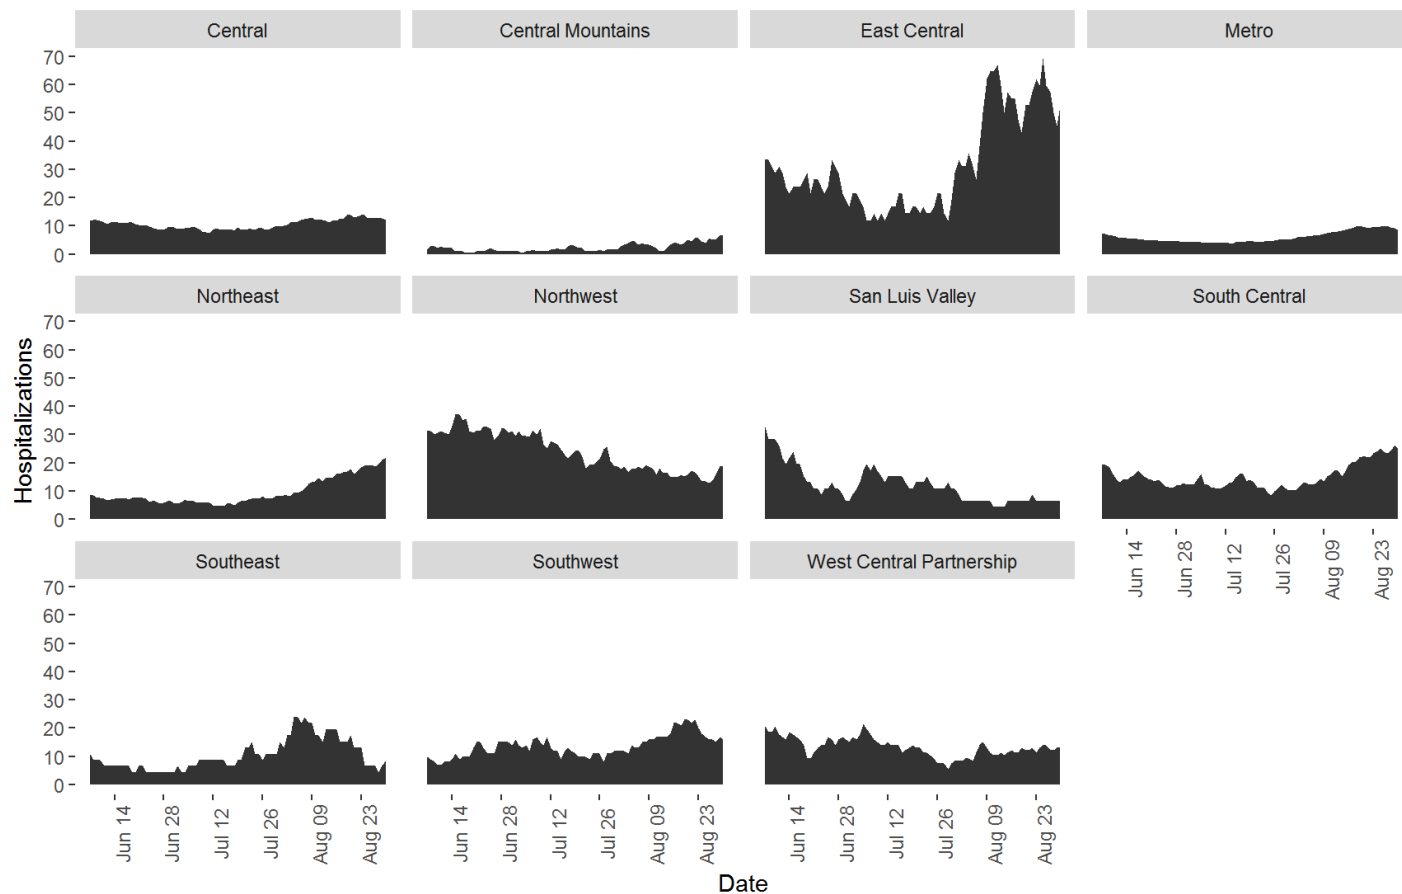 Central
Central Mountains
East Central
Metro
70
60
50
40
30
20
10
0
Northeast
Northwest
San Luis Valley
South Central
70
60
50
40
30
20
10
0
Hospitalizations
Jun 14
Jun 28
Jul 12
Jul 26
Aug 09
Aug 23
Southeast
Southwest
West Central Partnership
70
60
50
40
30
20
10
0
Jun 14
Jun 28
Jul 12
Jul 26
Aug 09
Aug 23
Jun 14
Jun 28
Jul 12
Jul 26
Aug 09
Aug 23
Jun 14
Jun 28
Jul 12
Jul 26
Aug 09
Aug 23
Date